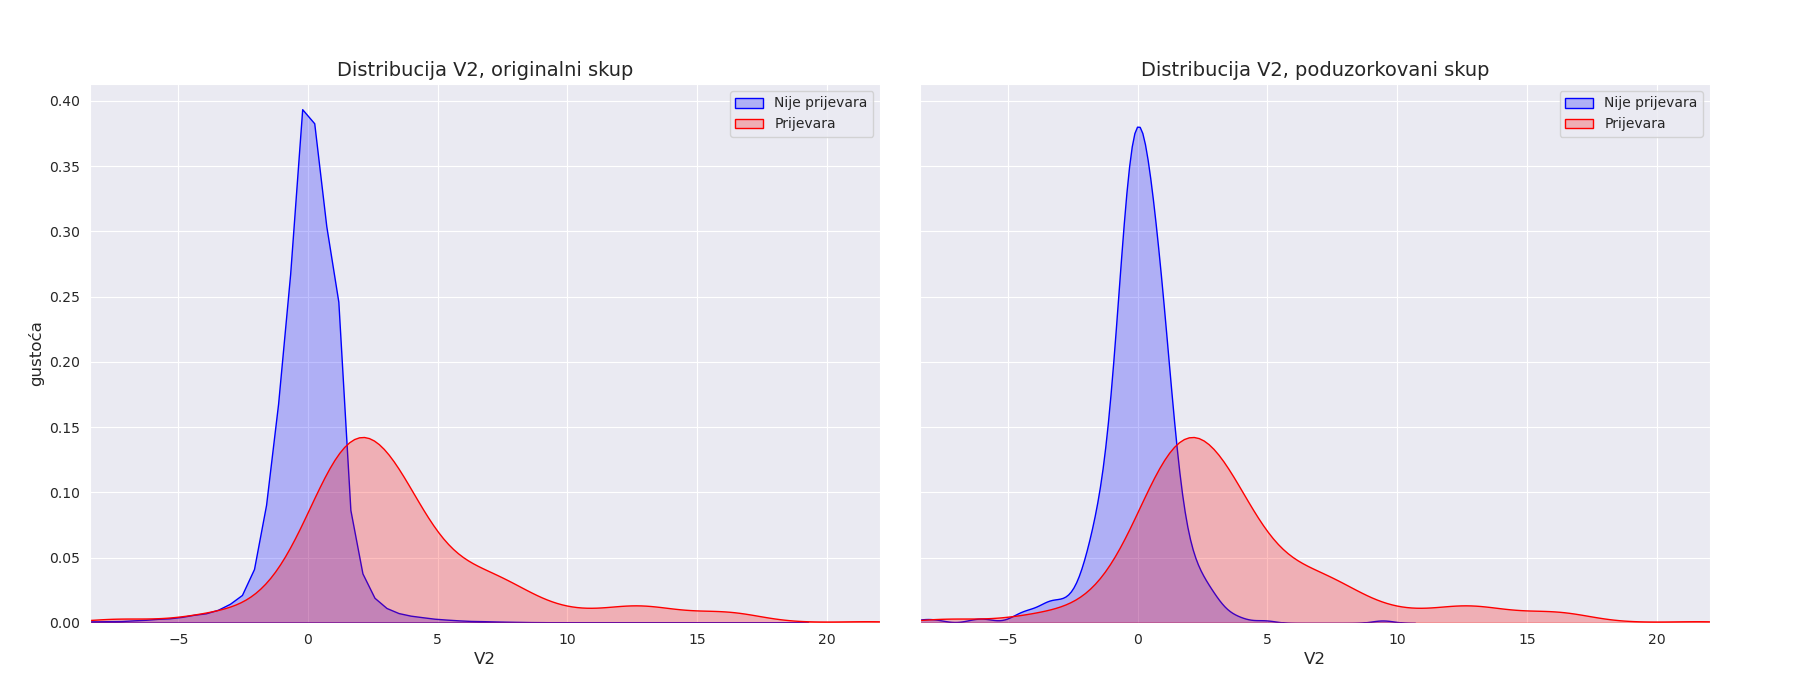 Distribucija V2, originalni skup
Nije prijevara
Prijevara
gustoća
0.40
0.35
0.30
0.25
0.20
0.15
0.10
0.05
0.00
−5 0 5 10 15 20
V2
Distribucija V2, poduzorkovani skup
Nije prijevara
Prijevara
−5 0 5 10 15 20
V2